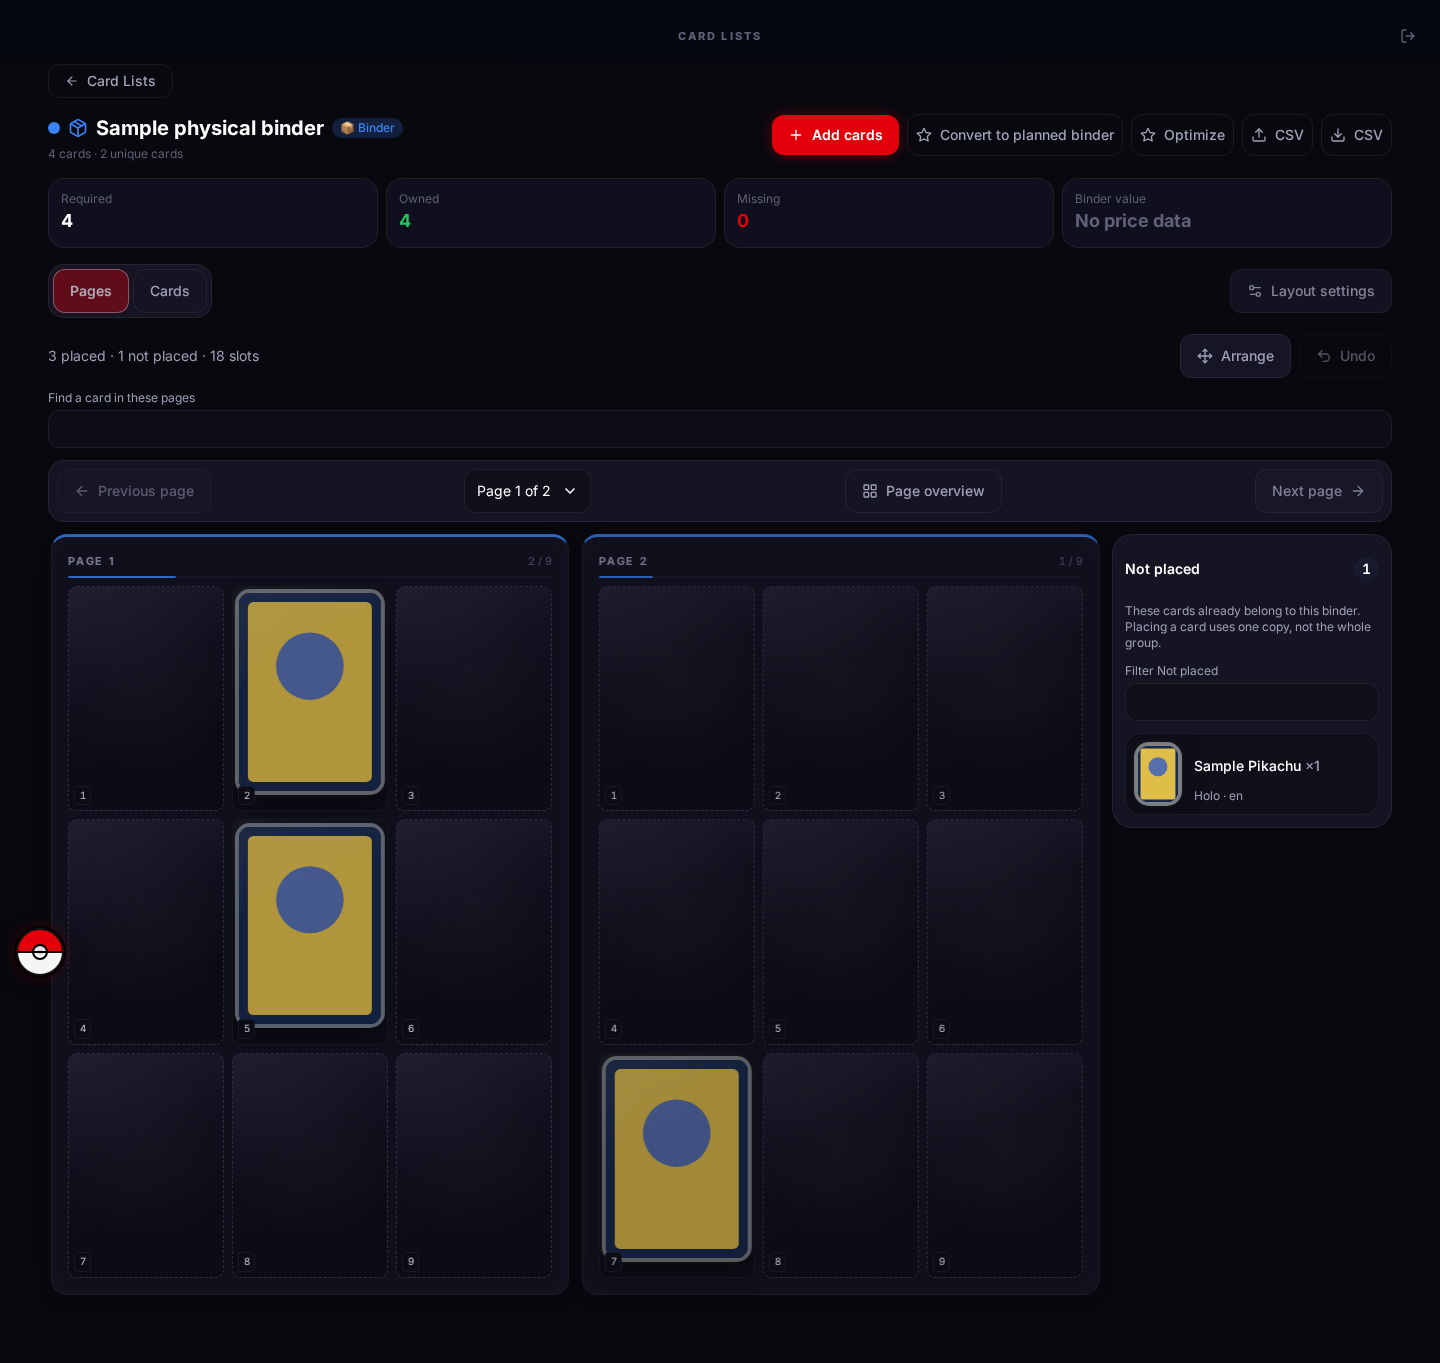 CARD LISTS
Card Lists
Sample physical binder
📦 Binder
4 cards · 2 unique cards
Add cards
Convert to planned binder
Optimize
CSV
CSV
Required
4
Owned
4
Missing
0
Binder value
No price data
Pages
Cards
Layout settings
3 placed · 1 not placed · 18 slots
Arrange
Undo
Find a card in these pages
Previous page
Page 1 of 2
Page overview
Next page
PAGE 1
2 / 9
1
2
3
4
5
6
7
8
9
PAGE 2
1 / 9
1
2
3
4
5
6
7
8
9
Not placed
1
These cards already belong to this binder.
Placing a card uses one copy, not the whole
group.
Filter Not placed
Sample Pikachu ×1
Holo · en